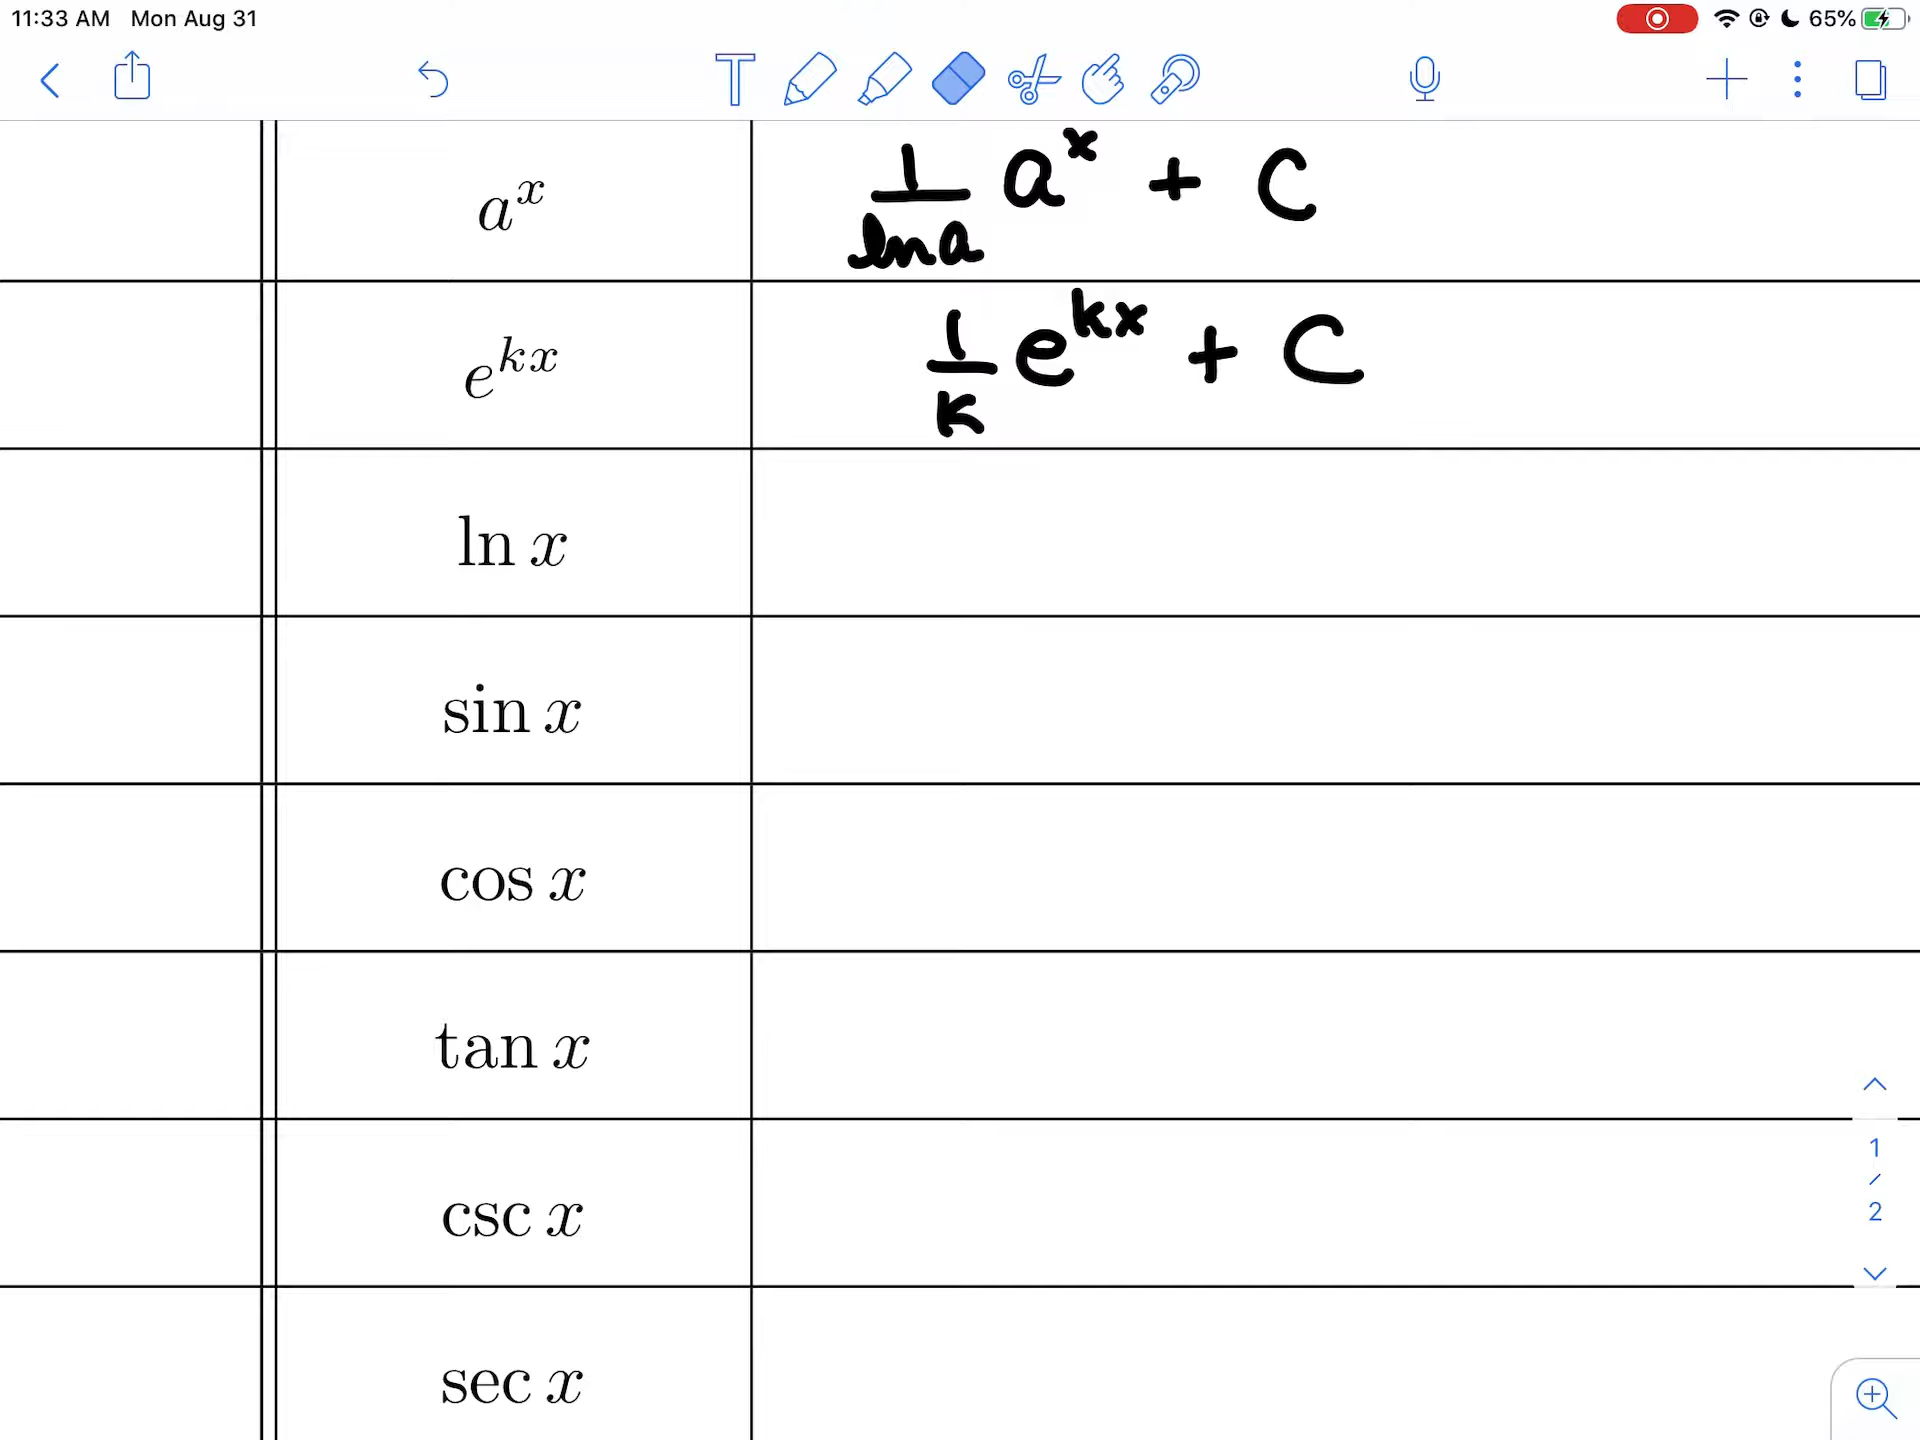 11:33 AM Mon Aug 31 65%
T
a^x 1/ln a a^x + C
e^kx 1/k e^kx + C
ln x
sin x
cos x
tan x
csc x
sec x
1
/
2